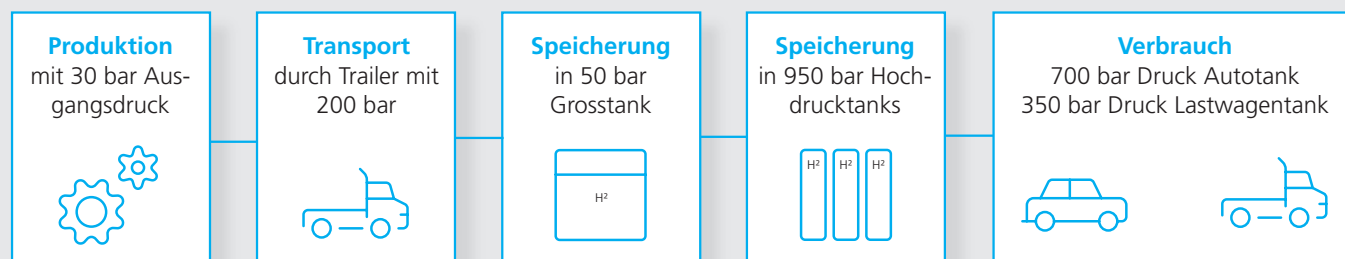 Produktion
mit 30 bar Aus-
gangsdruck
Transport
durch Trailer mit
200 bar
Speicherung
in 50 bar
Grosstank
H²
Speicherung
in 950 bar Hoch-
drucktanks
H² H² H²
Verbrauch
700 bar Druck Autotank
350 bar Druck Lastwagentank